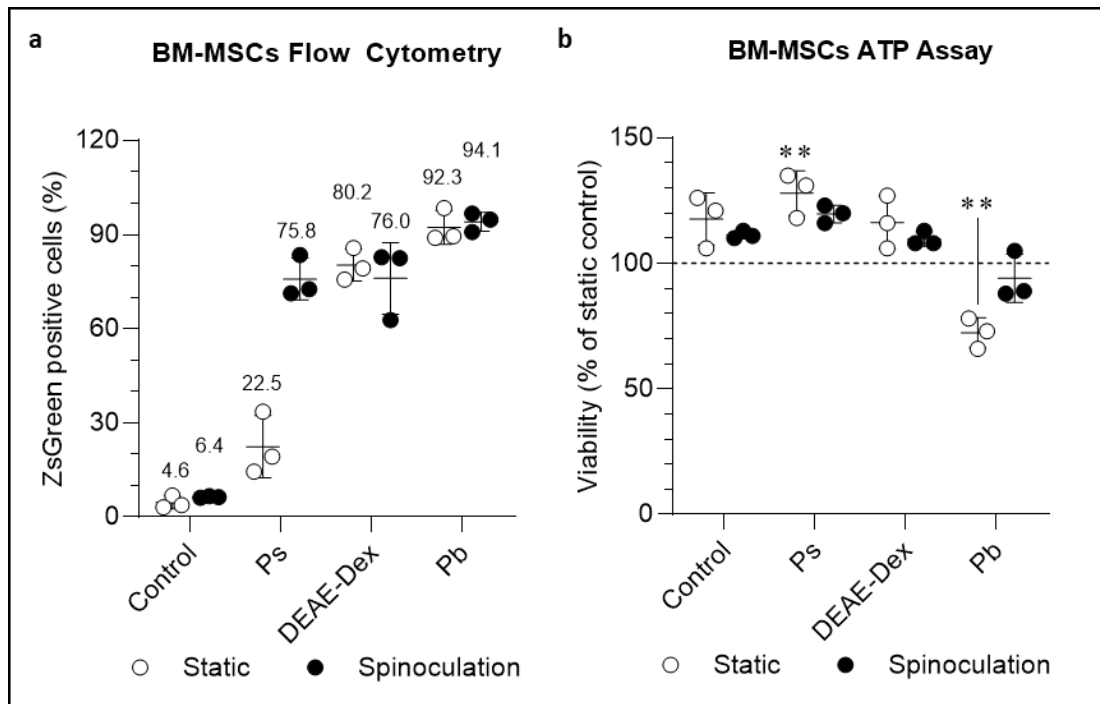 a
BM-MSCs Flow Cytometry
ZsGreen positive cells (%)
120
90
60
30
0
4.6
6.4
22.5
75.8
80.2
76.0
92.3
94.1
Control
Ps
DEAE-Dex
Pb
Static
Spinoculation
b
BM-MSCs ATP Assay
Viability (% of static control)
150
100
50
0
**
**
Control
Ps
DEAE-Dex
Pb
Static
Spinoculation